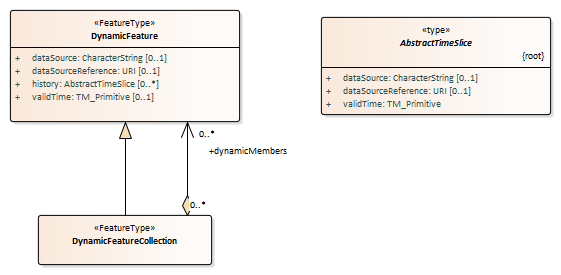 «FeatureType»
DynamicFeature
+ dataSource: CharacterString [0..1]
+ dataSourceReference: URI [0..1]
+ history: AbstractTimeSlice [0..*]
+ validTime: TM_Primitive [0..1]
«type»
AbstractTimeSlice
{root}
+ dataSource: CharacterString [0..1]
+ dataSourceReference: URI [0..1]
+ validTime: TM_Primitive
0..*
+dynamicMembers
0..*
«FeatureType»
DynamicFeatureCollection